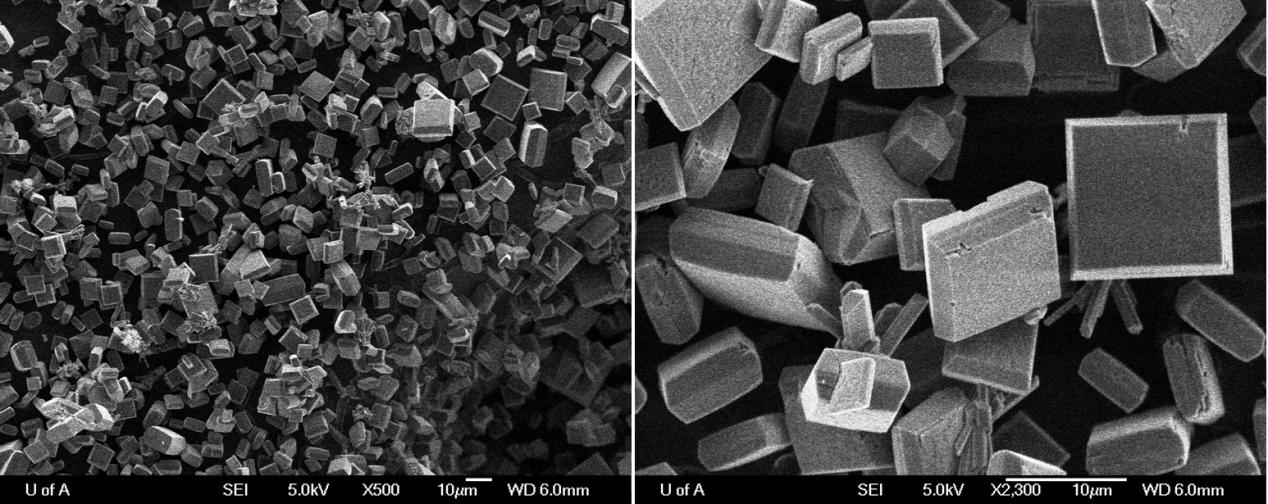 U of A SEI 5.0kV X500 10μm WD 6.0mm
U of A SEI 5.0kV X2,300 10μm WD 6.0mm